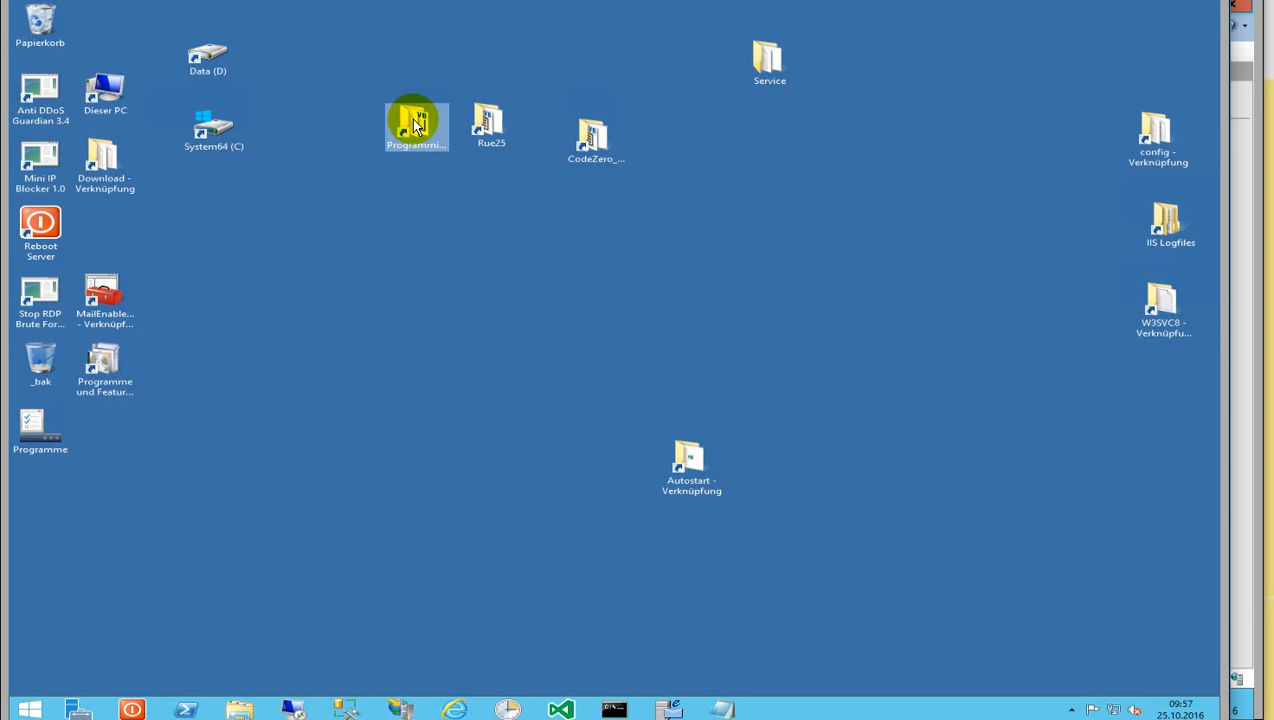 Papierkorb
Data (D)
Service
Anti DDoS
Guardian 3.4
Dieser PC
Programmi...
Rue25
CodeZero_...
System64 (C)
config -
Verknüpfung
Mini IP
Blocker 1.0
Download -
Verknüpfung
IIS Logfiles
Reboot
Server
Stop RDP
Brute For...
MailEnable...
- Verknüpf...
W3SVC8 -
Verknüpfu...
_bak
Programme
und Featur...
Programme
Autostart -
Verknüpfung
09:57
25.10.2016
6